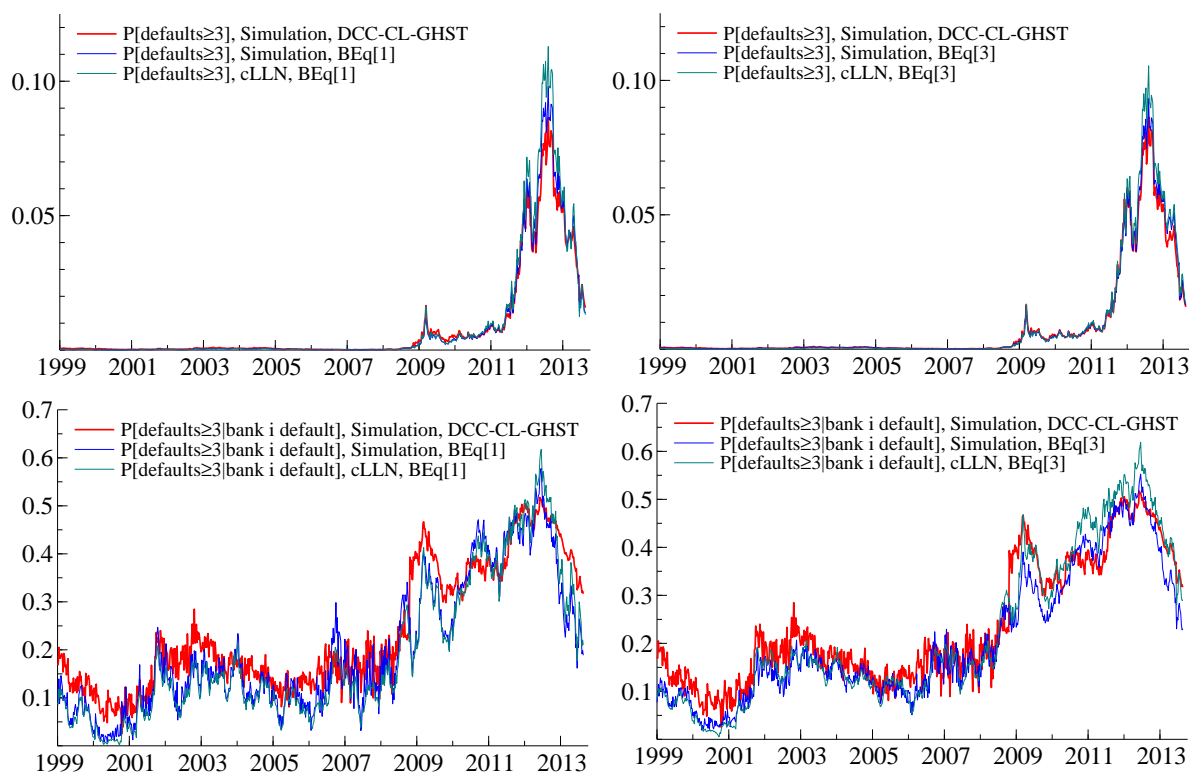 P[defaults≥3], Simulation, DCC-CL-GHST
P[defaults≥3], Simulation, BEq[1]
P[defaults≥3], cLLN, BEq[1]
0.10
0.05
1999 2001 2003 2005 2007 2009 2011 2013
P[defaults≥3], Simulation, DCC-CL-GHST
P[defaults≥3], Simulation, BEq[3]
P[defaults≥3], cLLN, BEq[3]
0.10
0.05
1999 2001 2003 2005 2007 2009 2011 2013
0.7
P[defaults≥3|bank i default], Simulation, DCC-CL-GHST
P[defaults≥3|bank i default], Simulation, BEq[1]
P[defaults≥3|bank i default], cLLN, BEq[1]
0.6
0.5
0.4
0.3
0.2
0.1
1999 2001 2003 2005 2007 2009 2011 2013
0.7
P[defaults≥3|bank i default], Simulation, DCC-CL-GHST
P[defaults≥3|bank i default], Simulation, BEq[3]
P[defaults≥3|bank i default], cLLN, BEq[3]
0.6
0.5
0.4
0.3
0.2
0.1
1999 2001 2003 2005 2007 2009 2011 2013